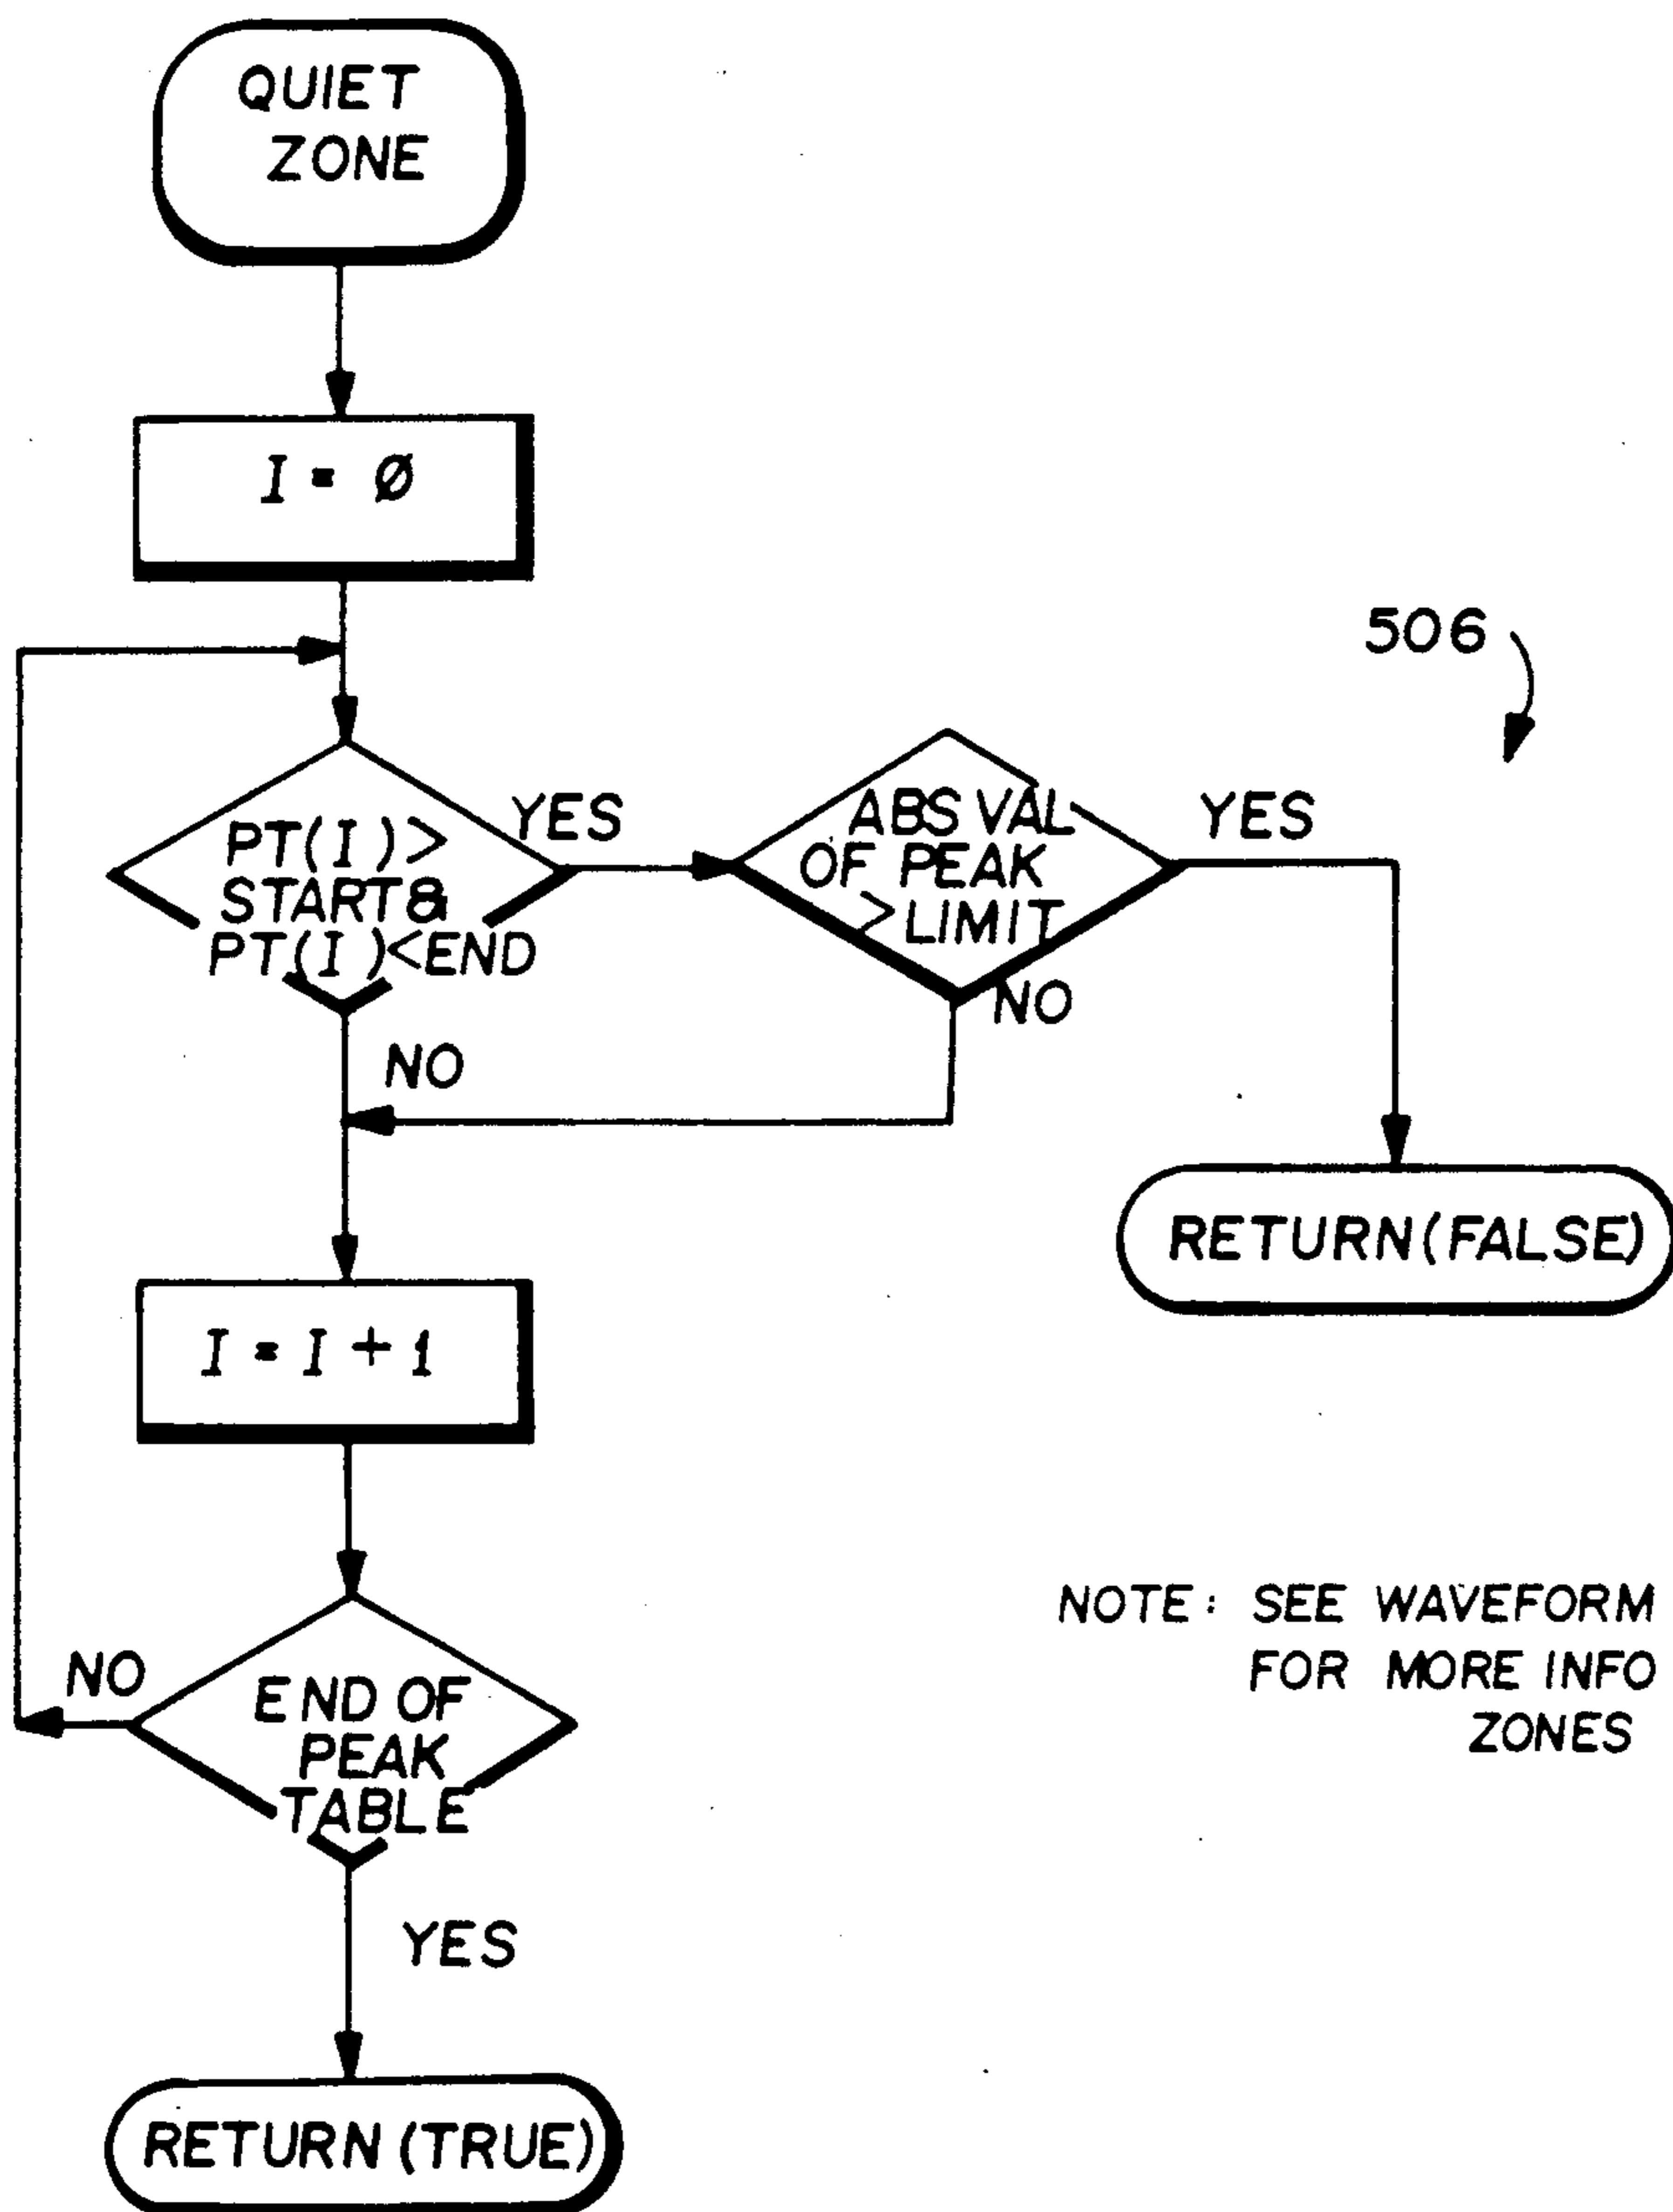 QUIET
ZONE
I = Ø
506
PT(I)>
START&
PT(I)<END
YES
ABS VAL
OF PEAK
>LIMIT
YES
NO
NO
RETURN(FALSE)
I = I + 1
NOTE: SEE WAVEFORM
FOR MORE INFO
ZONES
NO
END OF
PEAK
TABLE
YES
RETURN(TRUE)